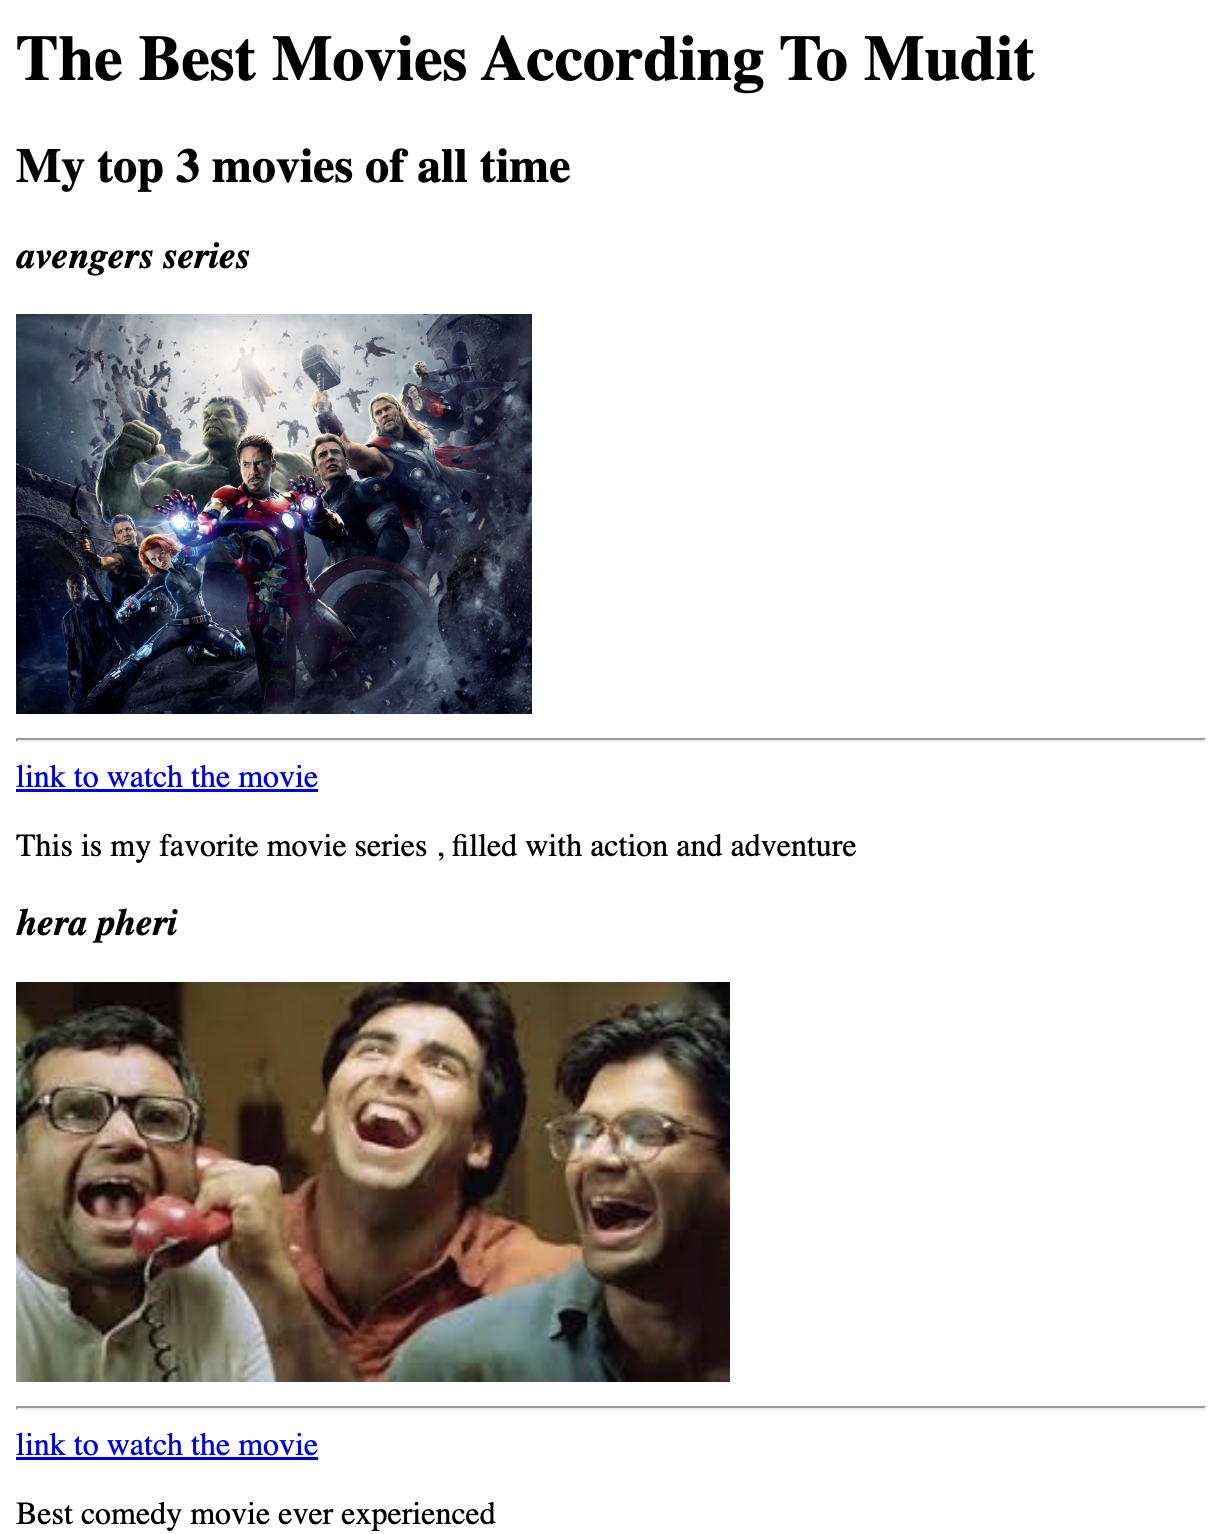 The Best Movies According To Mudit
My top 3 movies of all time
avengers series
link to watch the movie
This is my favorite movie series , filled with action and adventure
hera pheri
link to watch the movie
Best comedy movie ever experienced